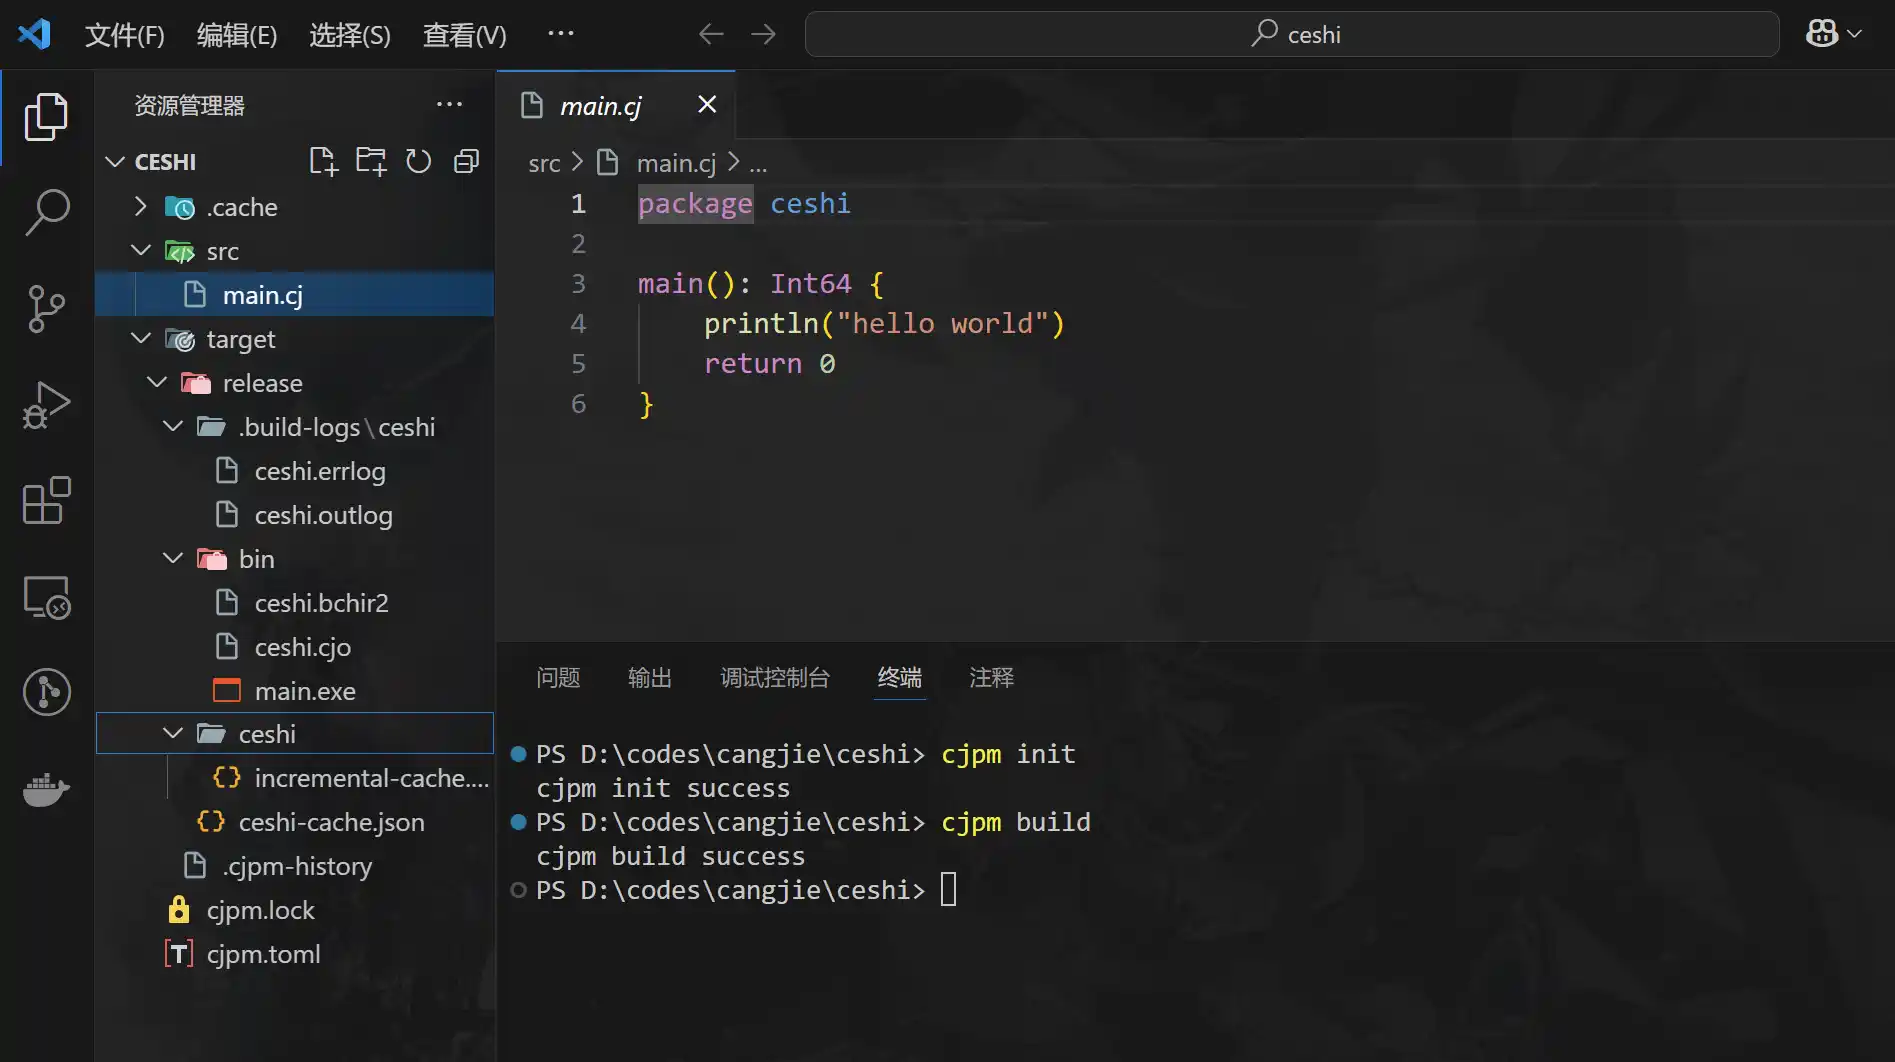 文件(F) 编辑(E) 选择(S) 查看(V) ··· ceshi
资源管理器 ···
CESHI
.cache
src
main.cj
target
release
.build-logs\ceshi
ceshi.errlog
ceshi.outlog
bin
ceshi.bchir2
ceshi.cjo
main.exe
ceshi
incremental-cache....
ceshi-cache.json
.cjpm-history
cjpm.lock
cjpm.toml
main.cj
src > main.cj > ...
1 package ceshi
2
3 main(): Int64 {
4     println("hello world")
5     return 0
6 }
问题 输出 调试控制台 终端 注释
PS D:\codes\cangjie\ceshi> cjpm init
cjpm init success
PS D:\codes\cangjie\ceshi> cjpm build
cjpm build success
PS D:\codes\cangjie\ceshi>